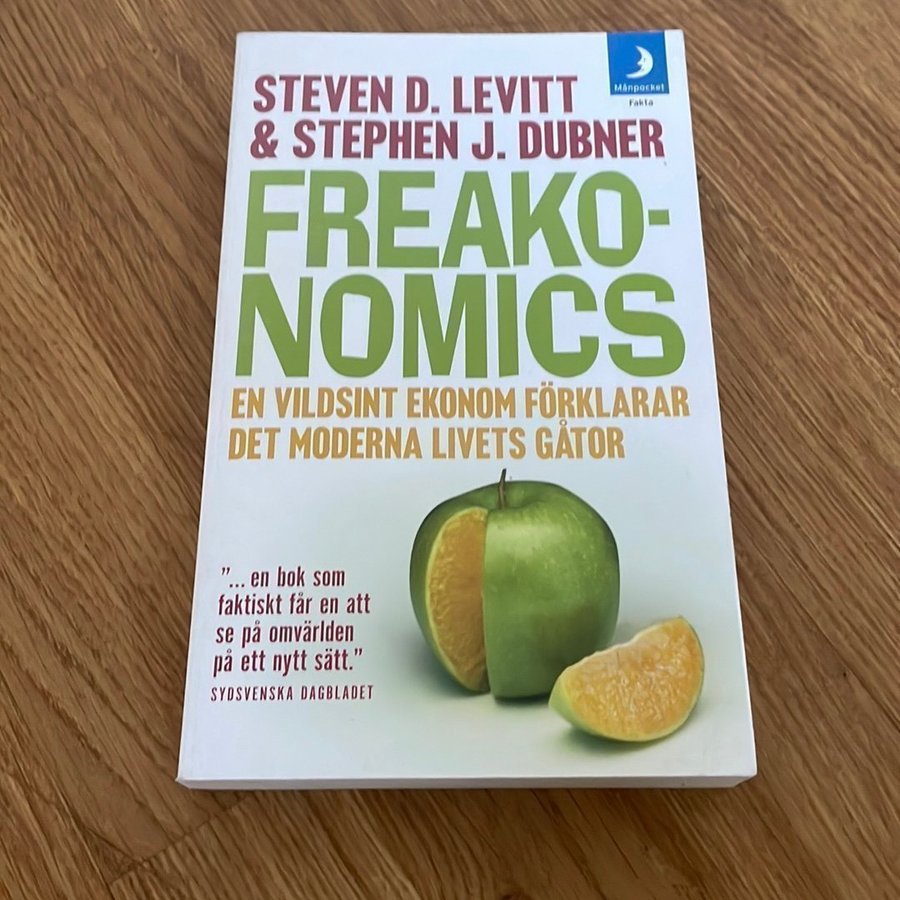 Månpocket
Fakta
STEVEN D. LEVITT
& STEPHEN J. DUBNER
FREAKO-
NOMICS
EN VILDSINT EKONOM FÖRKLARAR
DET MODERNA LIVETS GÅTOR
”... en bok som
faktiskt får en att
se på omvärlden
på ett nytt sätt.”
SYDSVENSKA DAGBLADET